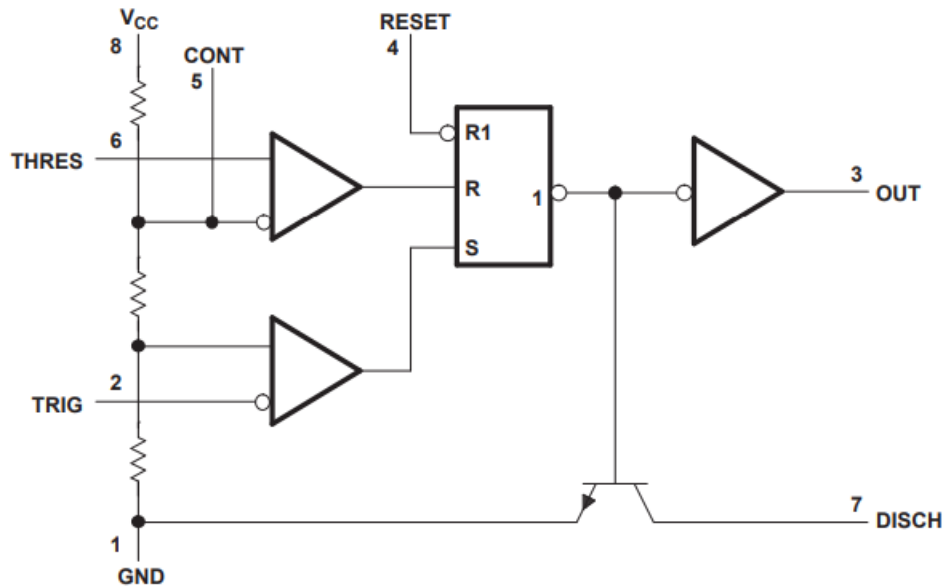 VCC
8
CONT
5
RESET
4
6
THRES
R1
R
1
S
3
OUT
2
TRIG
7
DISCH
1
GND